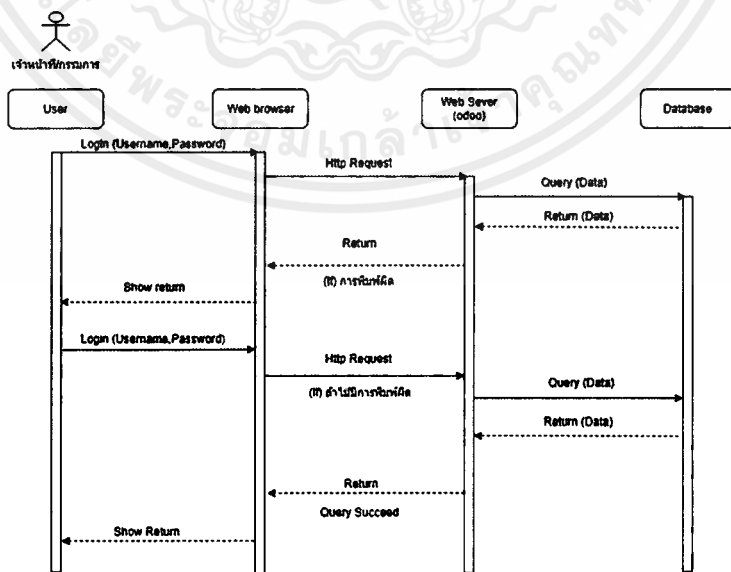 เจ้าหน้าที่/กรรมการ
User
Web browser
Web Sever
(odoo)
Database
Login (Username,Password)
Http Request
Query (Data)
Return (Data)
Return
(If) การพิมพ์ผิด
Show return
Login (Username,Password)
Http Request
(If) ถ้าไม่มีการพิมพ์ผิด
Query (Data)
Return (Data)
Return
Query Succeed
Show Return